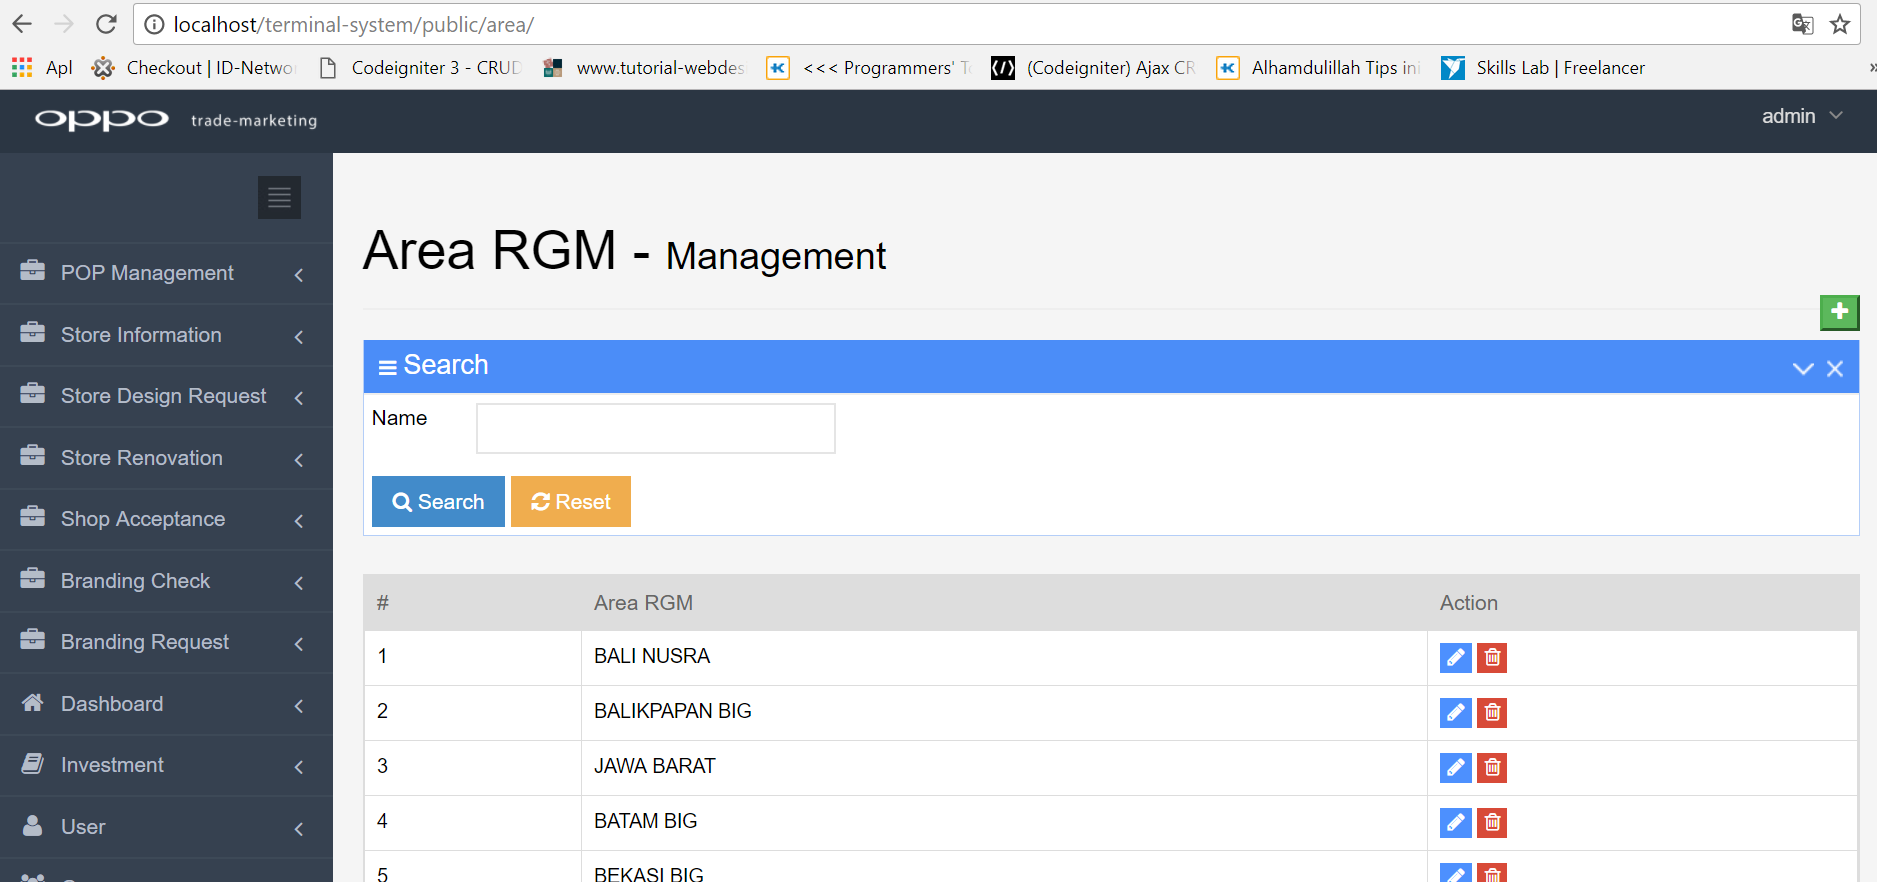 localhost/terminal-system/public/area/
Apl Checkout | ID-Netwo Codeigniter 3 - CRUD www.tutorial-webdes <<< Programmers' T (Codeigniter) Ajax CR Alhamdulillah Tips ini Skills Lab | Freelancer »
oppo trade-marketing admin
Area RGM - Management
POP Management
Store Information
Store Design Request
Store Renovation
Shop Acceptance
Branding Check
Branding Request
Dashboard
Investment
User
Search
Name
Search Reset
# Area RGM Action
1 BALI NUSRA
2 BALIKPAPAN BIG
3 JAWA BARAT
4 BATAM BIG
5 BEKASI BIG